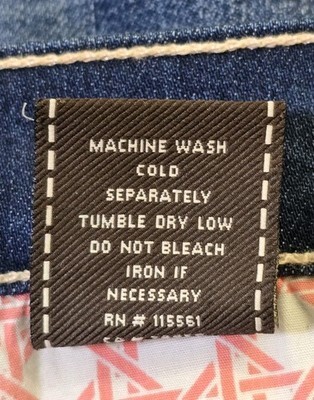 MACHINE WASH
COLD
SEPARATELY
TUMBLE DRY LOW
DO NOT BLEACH
IRON IF
NECESSARY
RN # 115561